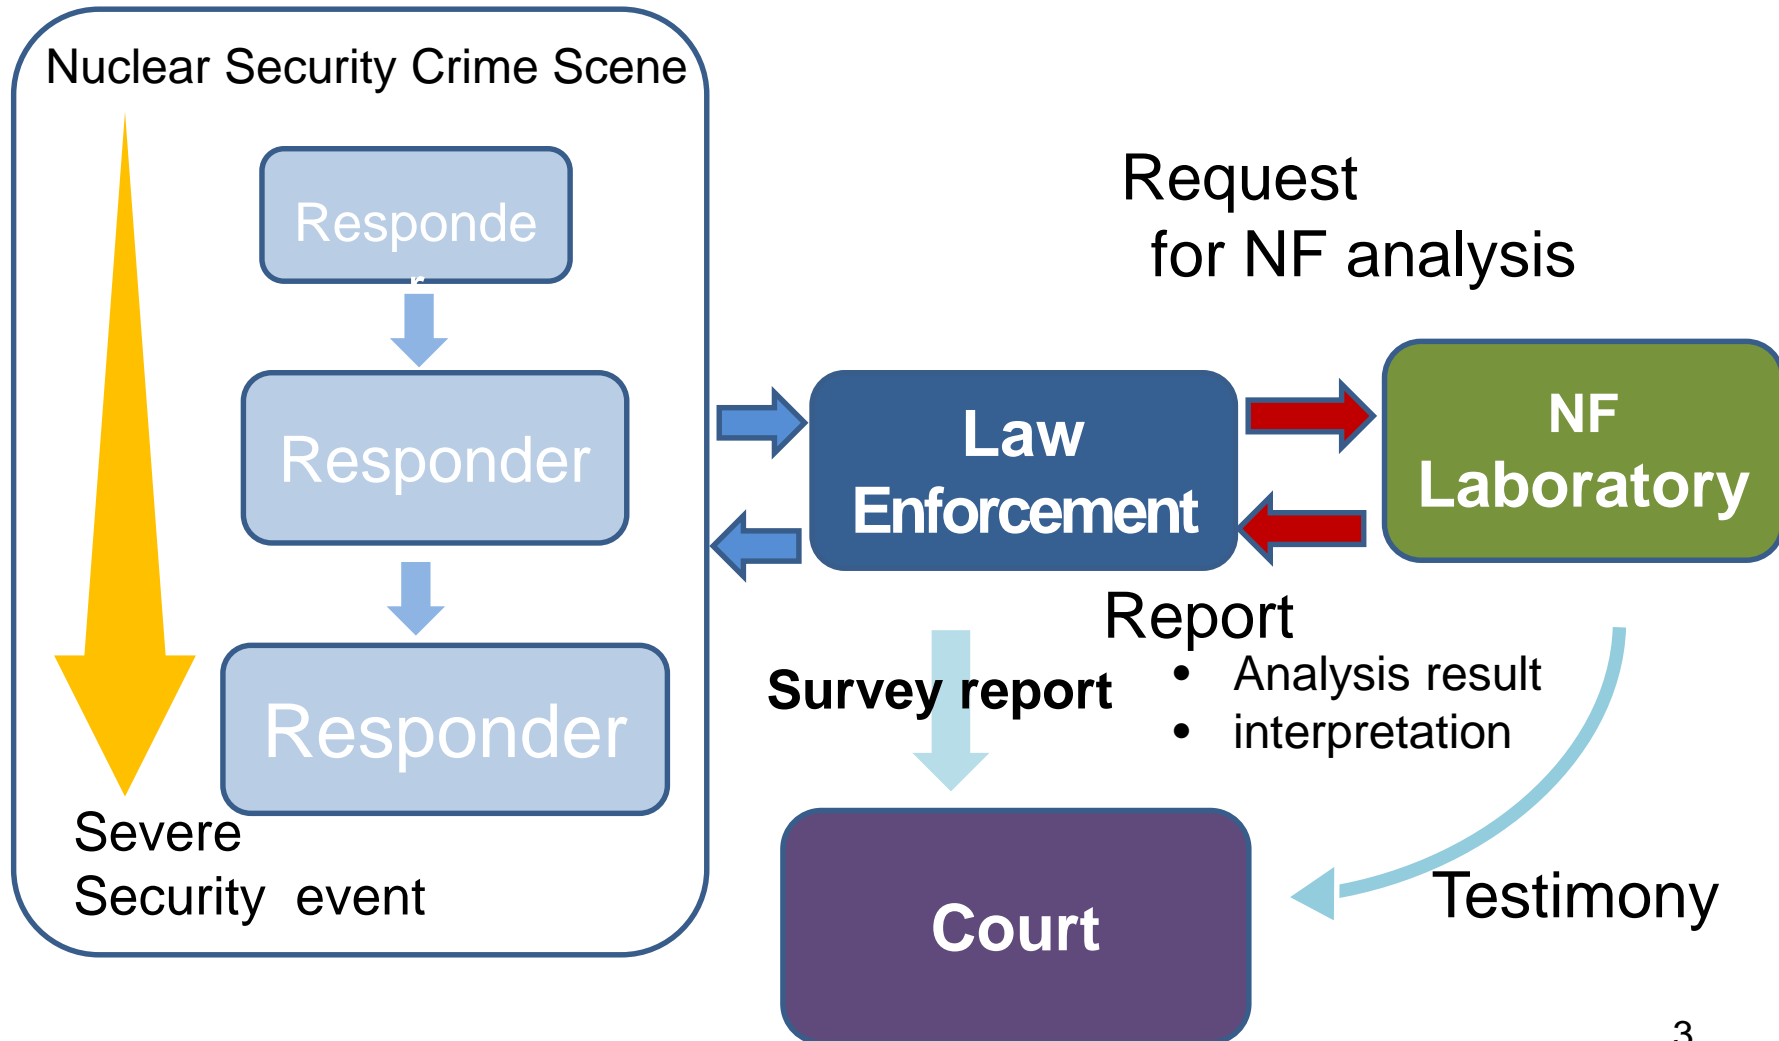 Nuclear Security Crime Scene
Responde
r
Responder
Responder
Severe
Security  event
Request
for NF analysis
Law
Enforcement
NF
Laboratory
Report
• Analysis result
• interpretation
Survey report
Court
Testimony
3